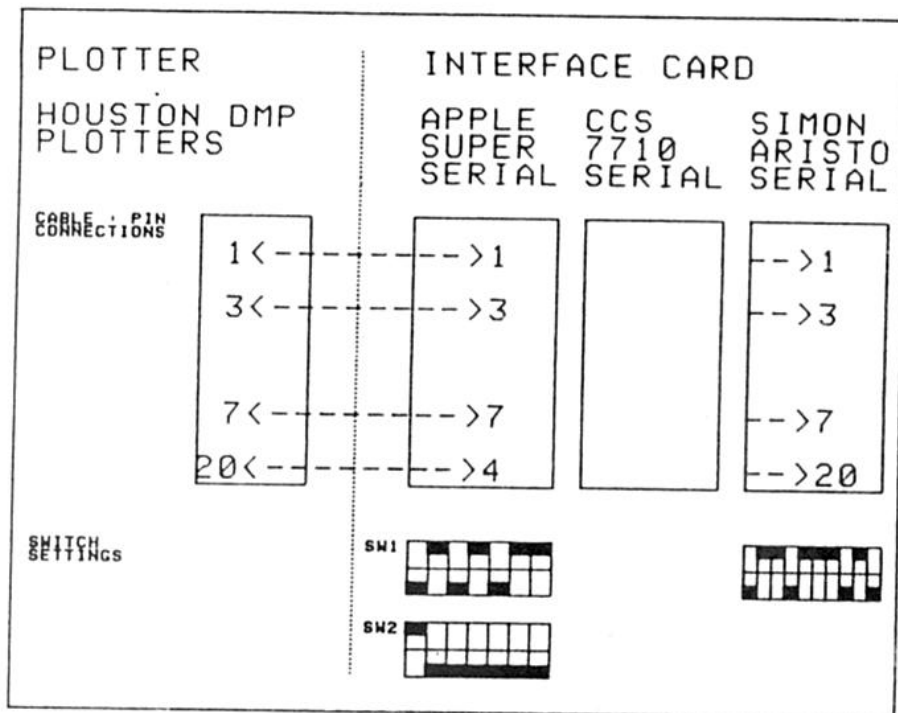 PLOTTER
INTERFACE CARD
HOUSTON DMP
PLOTTERS
APPLE
SUPER
SERIAL
CCS
7710
SERIAL
SIMON
ARISTO
SERIAL
CABLE : PIN
CONNECTIONS
1<----->1 -->1
3<----->3 -->3
7<----->7 -->7
20<----->4 -->20
SWITCH
SETTINGS
SW1
SW2